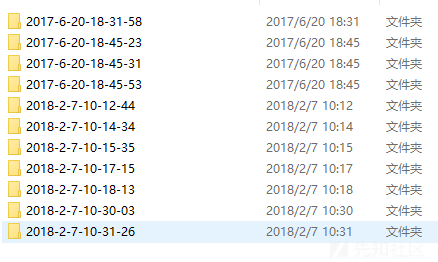 2017-6-20-18-31-58 2017/6/20 18:31 文件夹
2017-6-20-18-45-23 2017/6/20 18:45 文件夹
2017-6-20-18-45-31 2017/6/20 18:45 文件夹
2017-6-20-18-45-53 2017/6/20 18:45 文件夹
2018-2-7-10-12-44 2018/2/7 10:12 文件夹
2018-2-7-10-14-34 2018/2/7 10:14 文件夹
2018-2-7-10-15-35 2018/2/7 10:15 文件夹
2018-2-7-10-17-15 2018/2/7 10:17 文件夹
2018-2-7-10-18-13 2018/2/7 10:18 文件夹
2018-2-7-10-30-03 2018/2/7 10:30 文件夹
2018-2-7-10-31-26 2018/2/7 10:31 文件夹
先知社区